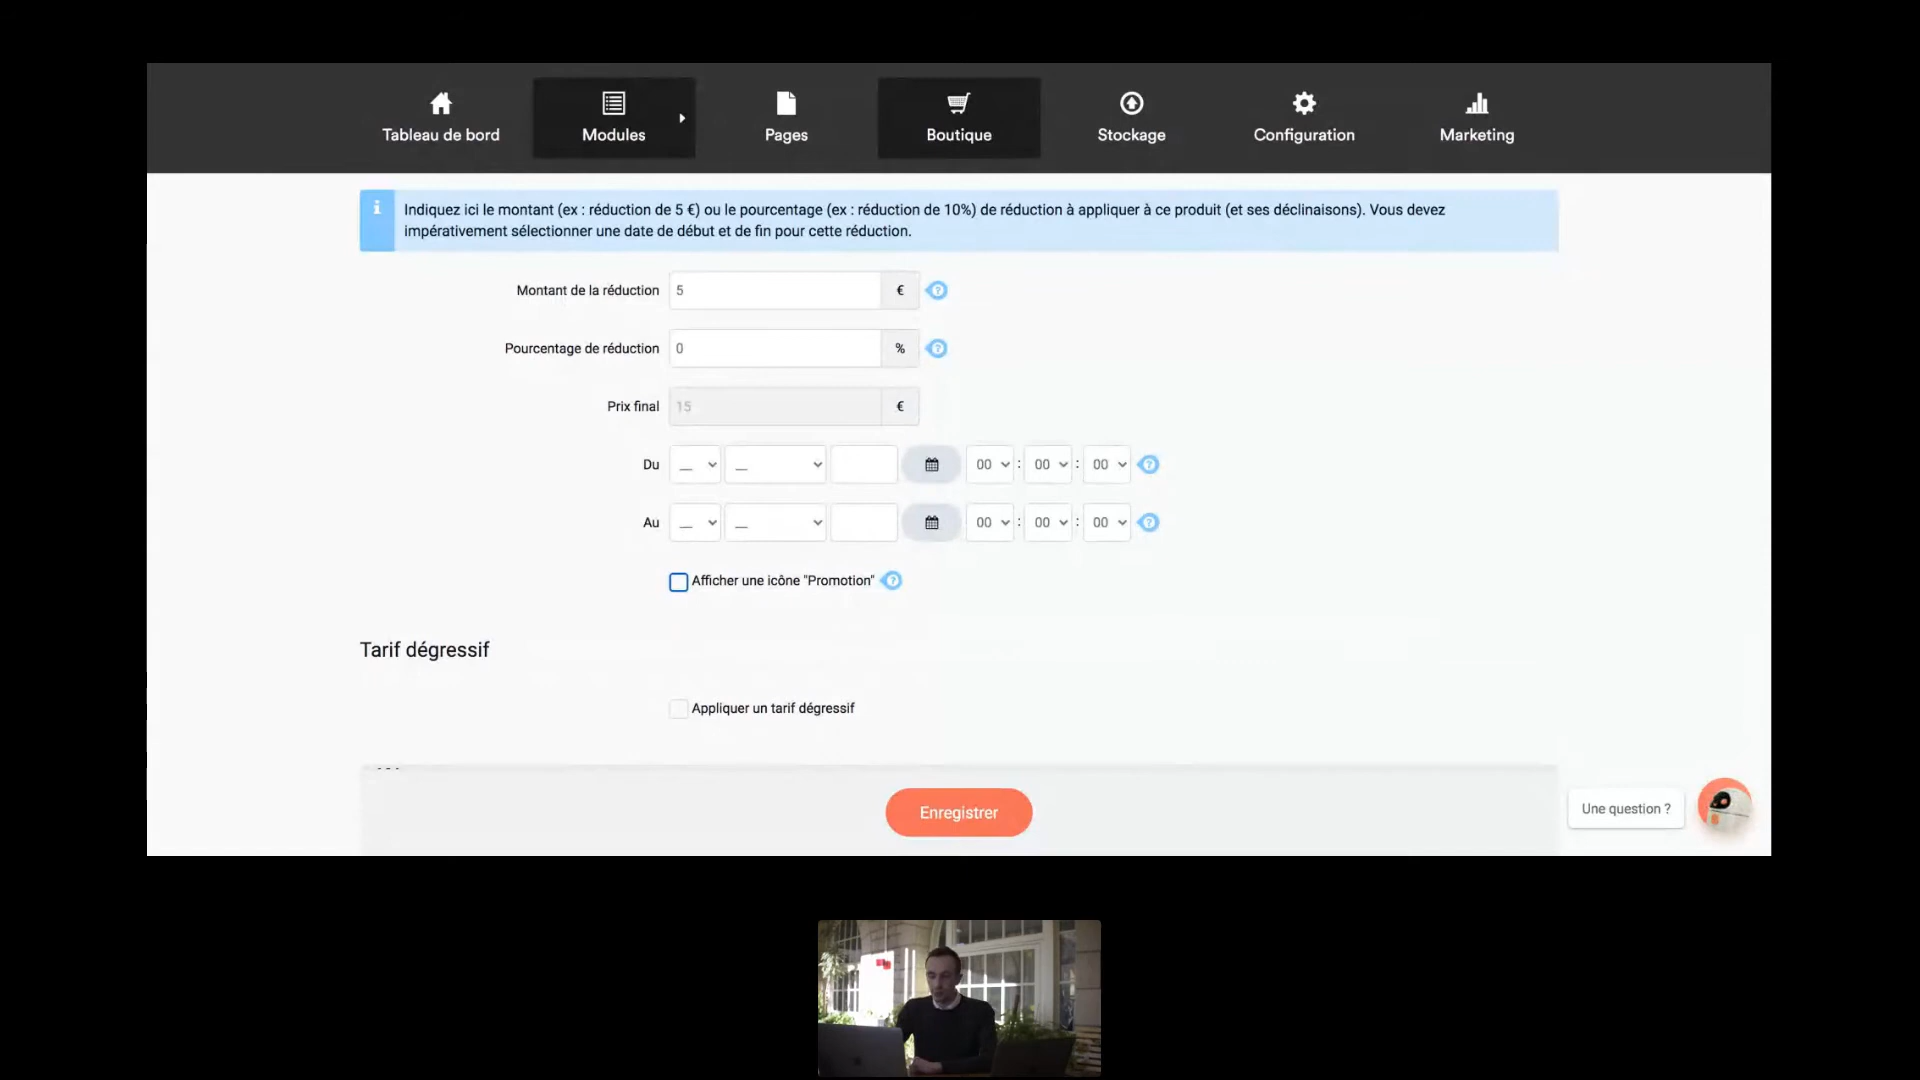 Tableau de bord
Modules
Pages
Boutique
Stockage
Configuration
Marketing
Indiquez ici le montant (ex : réduction de 5 €) ou le pourcentage (ex : réduction de 10%) de réduction à appliquer à ce produit (et ses déclinaisons). Vous devez
impérativement sélectionner une date de début et de fin pour cette réduction.
Montant de la réduction 5 €
Pourcentage de réduction 0 %
Prix final 15 €
Du __ __ 00 : 00 : 00
Au __ __ 00 : 00 : 00
Afficher une icône "Promotion"
Tarif dégressif
Appliquer un tarif dégressif
Enregistrer
Une question ?